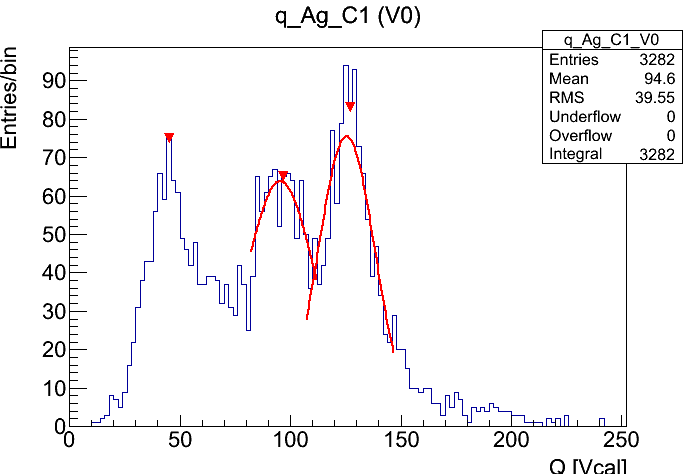 q_Ag_C1 (V0)
q_Ag_C1_V0
Entries 3282
Mean 94.6
RMS 39.55
Underflow 0
Overflow 0
Integral 3282
Entries/bin
90
80
70
60
50
40
30
20
10
0
0 50 100 150 200 250
Q [Vcal]